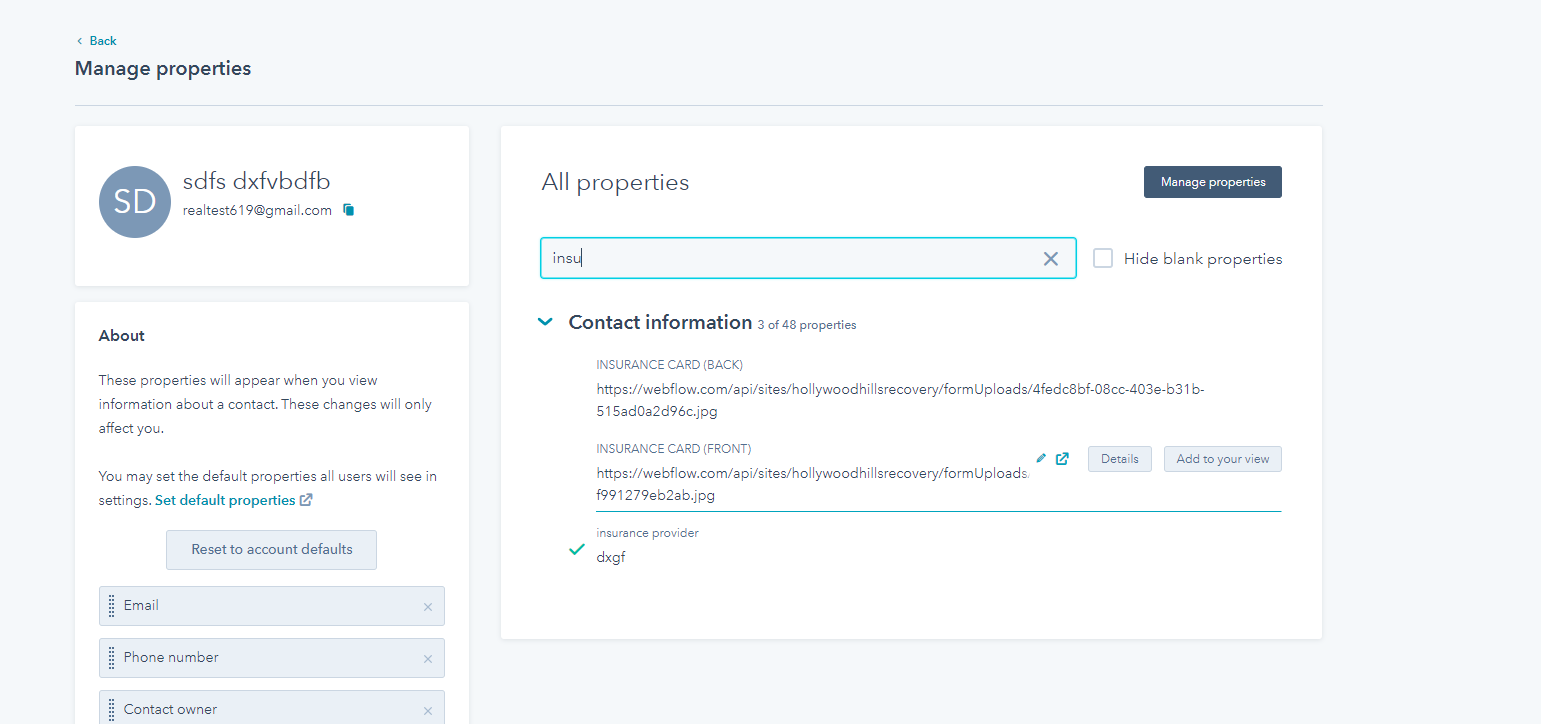 Back
Manage properties
SD
sdfs dxfvbdfb
realtest619@gmail.com
About
These properties will appear when you view
information about a contact. These changes will only
affect you.
You may set the default properties all users will see in
settings. Set default properties
Reset to account defaults
Email
Phone number
Contact owner
All properties
Manage properties
insu
Hide blank properties
Contact information 3 of 48 properties
INSURANCE CARD (BACK)
https://webflow.com/api/sites/hollywoodhillsrecovery/formUploads/4fedc8bf-08cc-403e-b31b-
515ad0a2d96c.jpg
INSURANCE CARD (FRONT)
https://webflow.com/api/sites/hollywoodhillsrecovery/formUploads/
f991279eb2ab.jpg
Details
Add to your view
insurance provider
dxgf